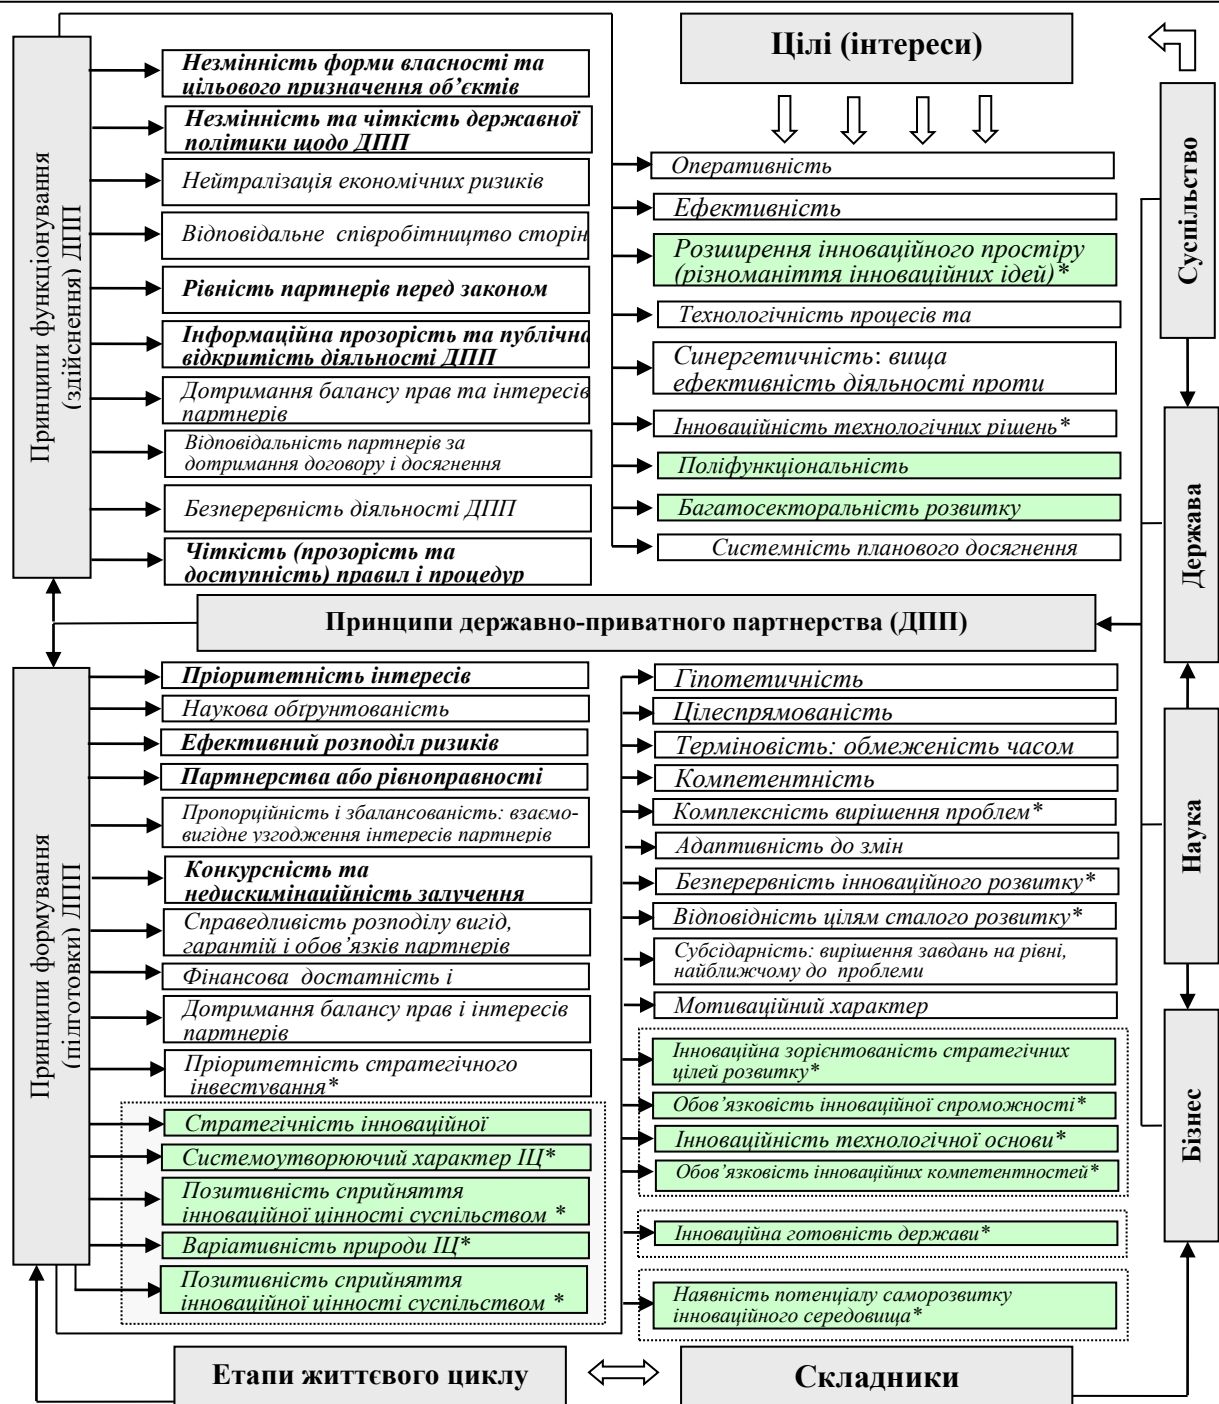 Цілі (інтереси)
Принципи функціонування
(здійснення) ДПП
Незмінність форми власності та
цільового призначення об’єктів
Незмінність та чіткість державної
політики щодо ДПП
Нейтралізація економічних ризиків
Відповідальне співробітництво сторін
Рівність партнерів перед законом
Інформаційна прозорість та публічна
відкритість діяльності ДПП
Дотримання балансу прав та інтересів
партнерів
Відповідальність партнерів за
дотримання договору і досягнення
Безперервність діяльності ДПП
Чіткість (прозорість та
доступність) правил і процедур
Оперативність
Ефективність
Розширення інноваційного простіру
(різноманіття інноваційних ідей)*
Технологічність процесів та
Синергетичність: вища
ефективність діяльності проти
Інноваційність технологічних рішень*
Поліфункціональність
Багатосекторальність розвитку
Системність планового досягнення
Суспільство
Держава
Наука
Бізнес
Принципи державно-приватного партнерства (ДПП)
Принципи формування
(підготовки) ДПП
Пріоритетність інтересів
Наукова обґрунтованість
Ефективний розподіл ризиків
Партнерства або рівноправності
Пропорційність і збалансованість: взаємо-
вигідне узгодження інтересів партнерів
Конкурсність та
недискимінаційність залучення
Справедливість розподілу вигід,
гарантій і обов’язків партнерів
Фінансова достатність і
Дотримання балансу прав і інтересів
партнерів
Пріоритетність стратегічного
інвестування*
Стратегічність інноваційної
Системоутворюючий характер ІЦ*
Позитивність сприйняття
інноваційної цінності суспільством *
Варіативність природи ІЦ*
Позитивність сприйняття
інноваційної цінності суспільством *
Гіпотетичність
Цілеспрямованість
Терміновість: обмеженість часом
Компетентність
Комплексність вирішення проблем*
Адаптивність до змін
Безперервність інноваційного розвитку*
Відповідність цілям сталого розвитку*
Субсідарність: вирішення завдань на рівні,
найближчому до проблеми
Мотиваційний характер
Інноваційна зорієнтованість стратегічних
цілей розвитку*
Обов’язковість інноваційної спроможності*
Інноваційність технологічної основи*
Обов’язковість інноваційних компетентностей*
Інноваційна готовність держави*
Наявність потенціалу саморозвитку
інноваційного середовища*
Етапи життєвого циклу
Складники